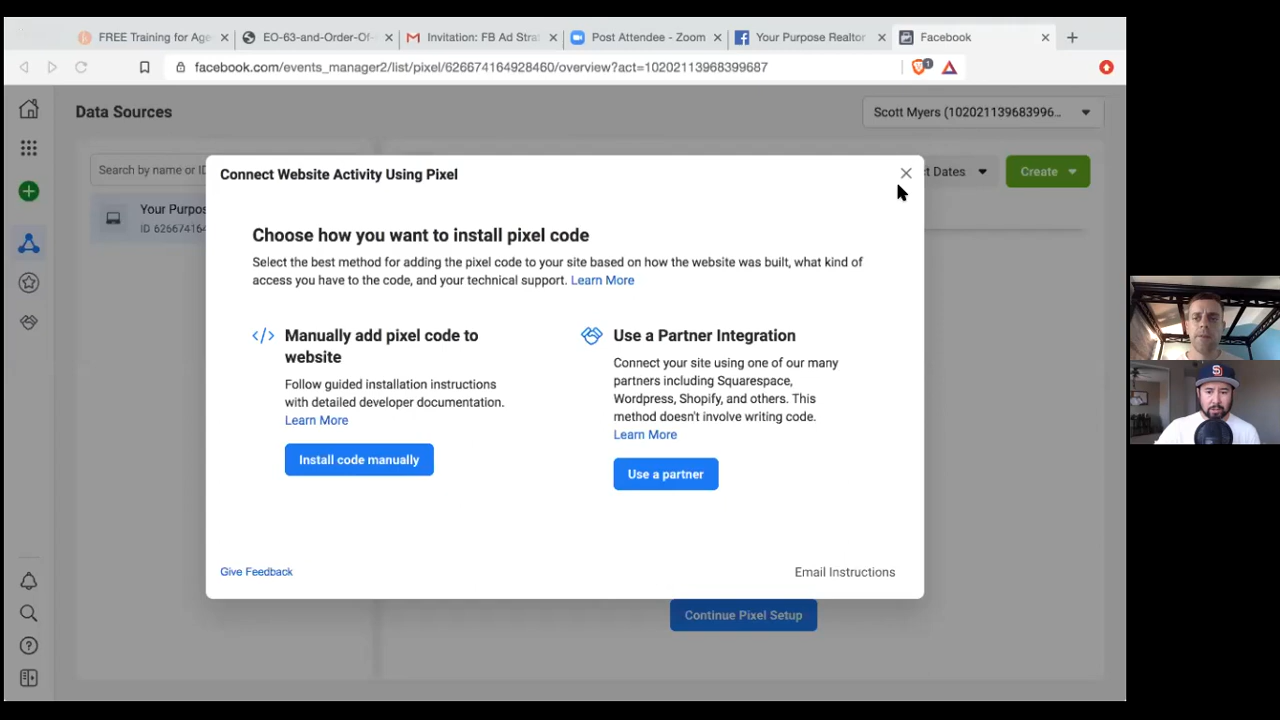 FREE Training for Age
EO-63-and-Order-Of-
Invitation: FB Ad Stra
Post Attendee - Zoom
Your Purpose Realtor
Facebook
facebook.com/events_manager2/list/pixel/626674164928460/overview?act=10202113968399687
1
Data Sources
Scott Myers (102021139683996...
Search by name or ID
t Dates
Create
Your Purpos
ID 62667416
Connect Website Activity Using Pixel
Choose how you want to install pixel code
Select the best method for adding the pixel code to your site based on how the website was built, what kind of
access you have to the code, and your technical support. Learn More
Manually add pixel code to
website
Follow guided installation instructions
with detailed developer documentation.
Learn More
Install code manually
Use a Partner Integration
Connect your site using one of our many
partners including Squarespace,
Wordpress, Shopify, and others. This
method doesn't involve writing code.
Learn More
Use a partner
Give Feedback
Email Instructions
Continue Pixel Setup